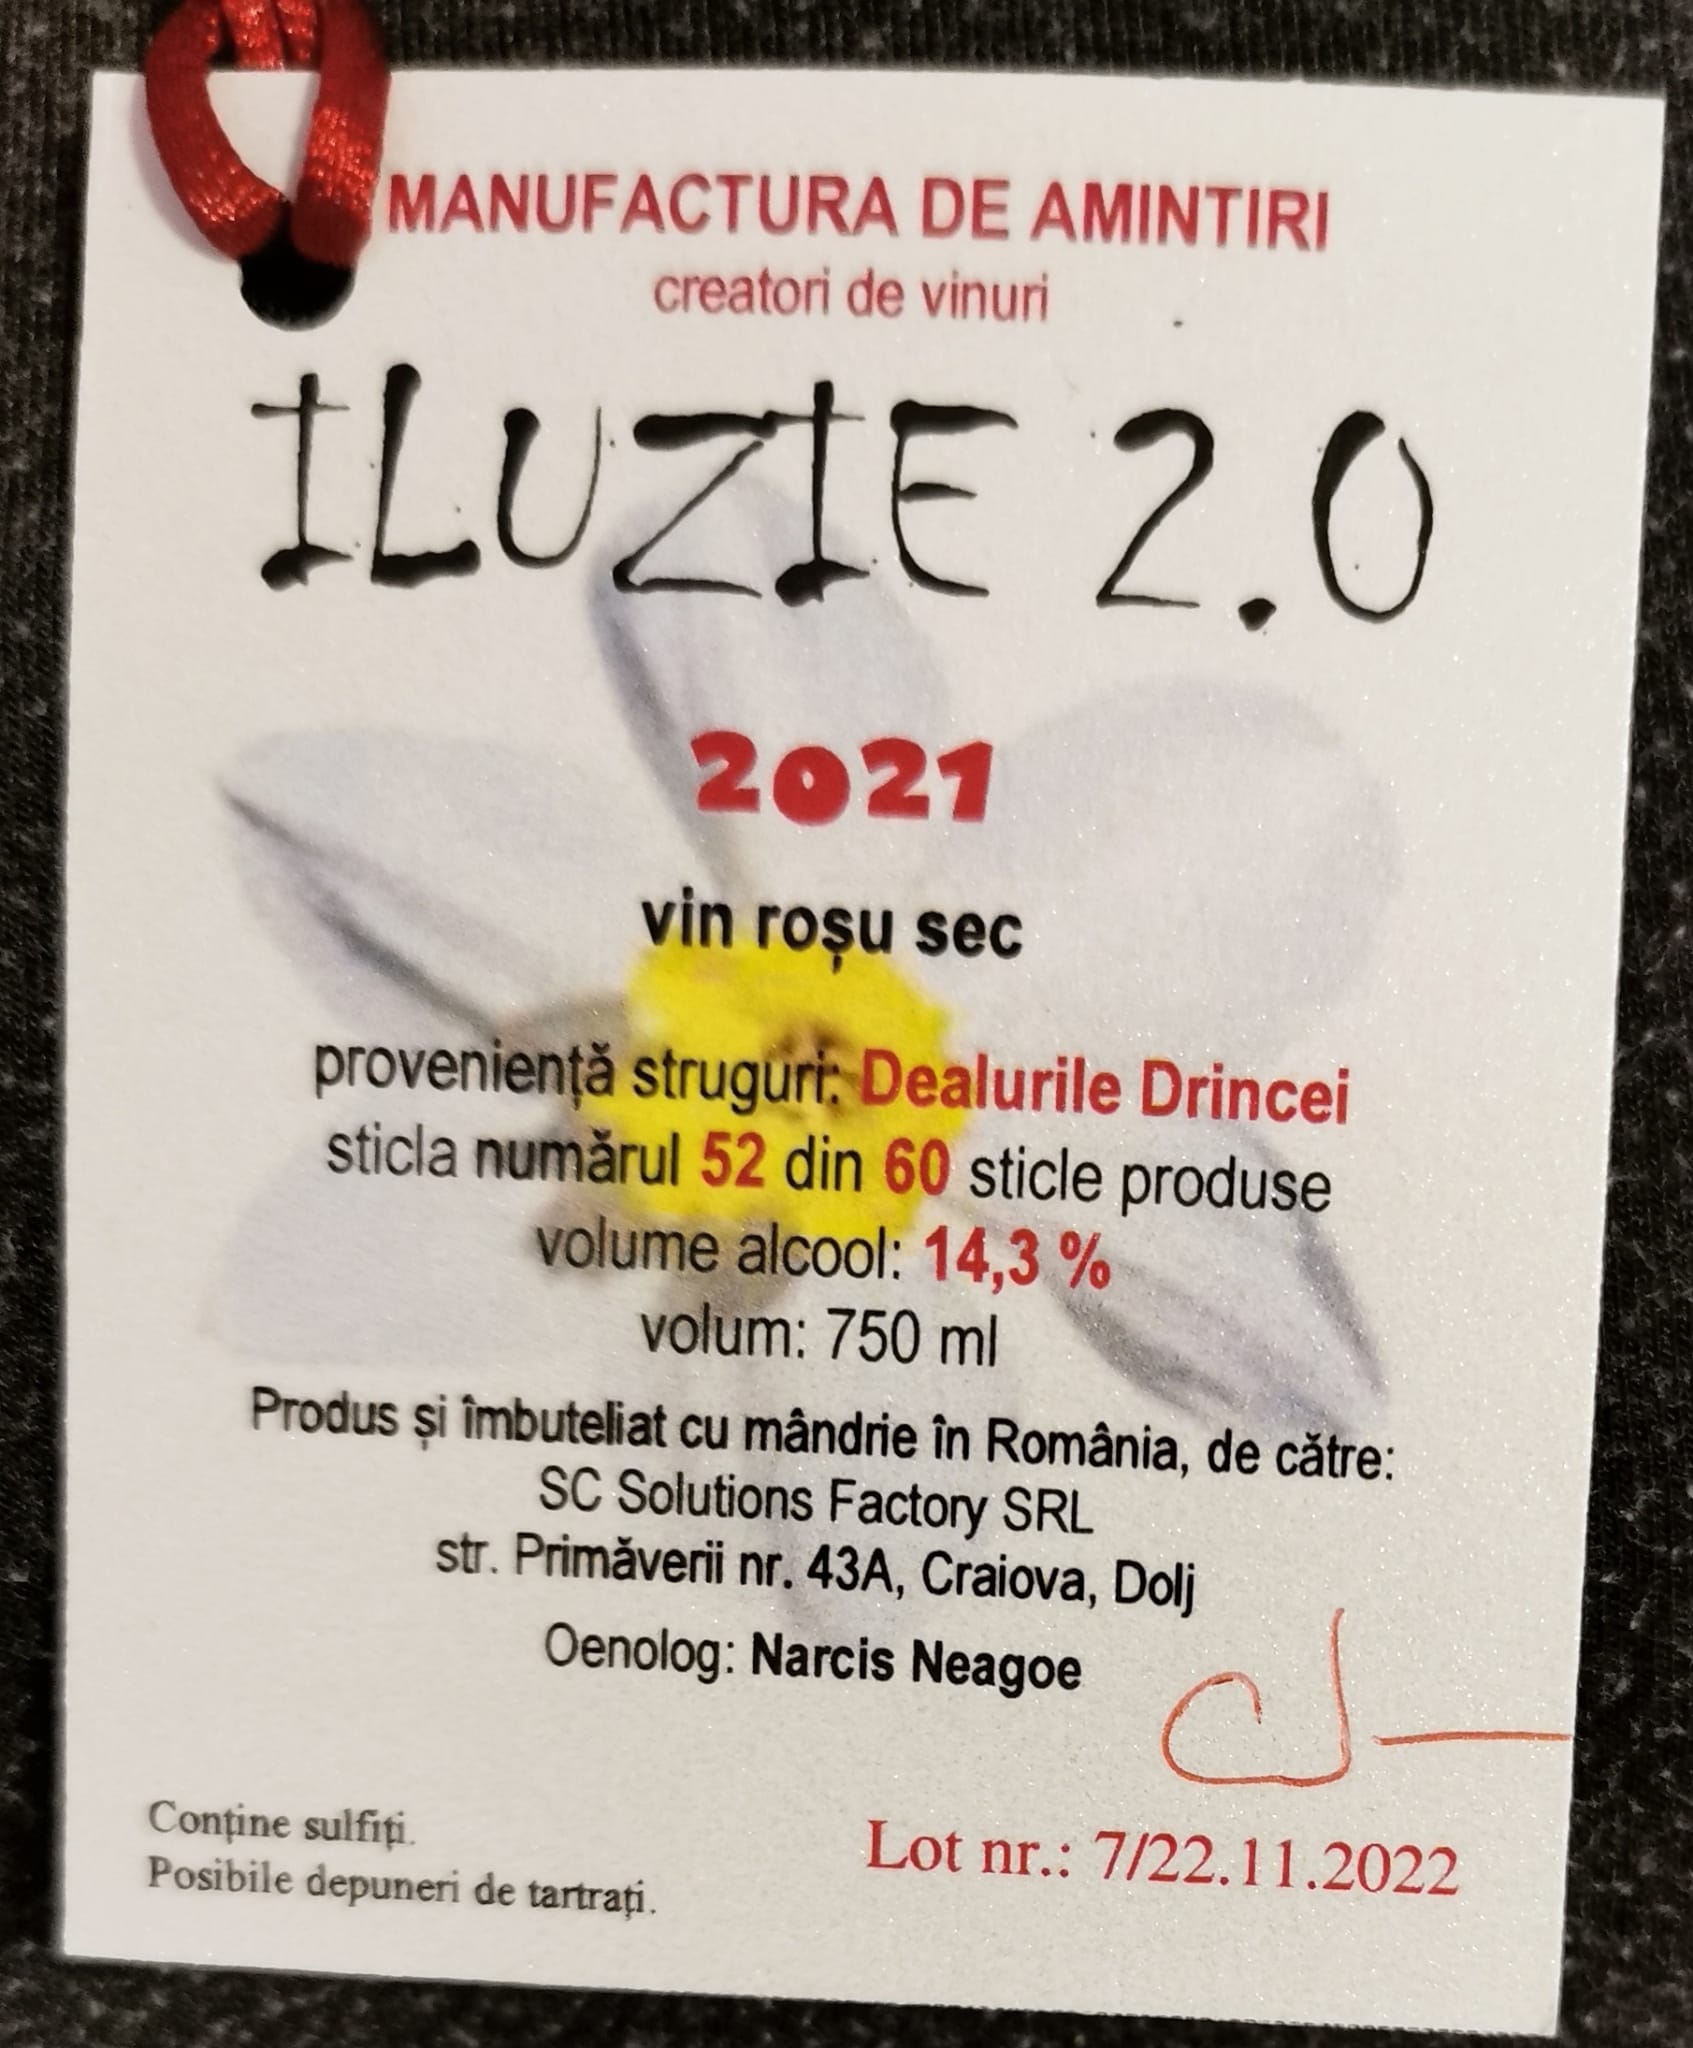 MANUFACTURA DE AMINTIRI
creatori de vinuri
ILUZIE 2.0
2021
vin roșu sec
proveniență struguri: Dealurile Drincei
sticla numărul 52 din 60 sticle produse
volume alcool: 14,3 %
volum: 750 ml
Produs și îmbuteliat cu mândrie în România, de către:
SC Solutions Factory SRL
str. Primăverii nr. 43A, Craiova, Dolj
Oenolog: Narcis Neagoe
Conține sulfiți.
Posibile depuneri de tartrați.
Lot nr.: 7/22.11.2022